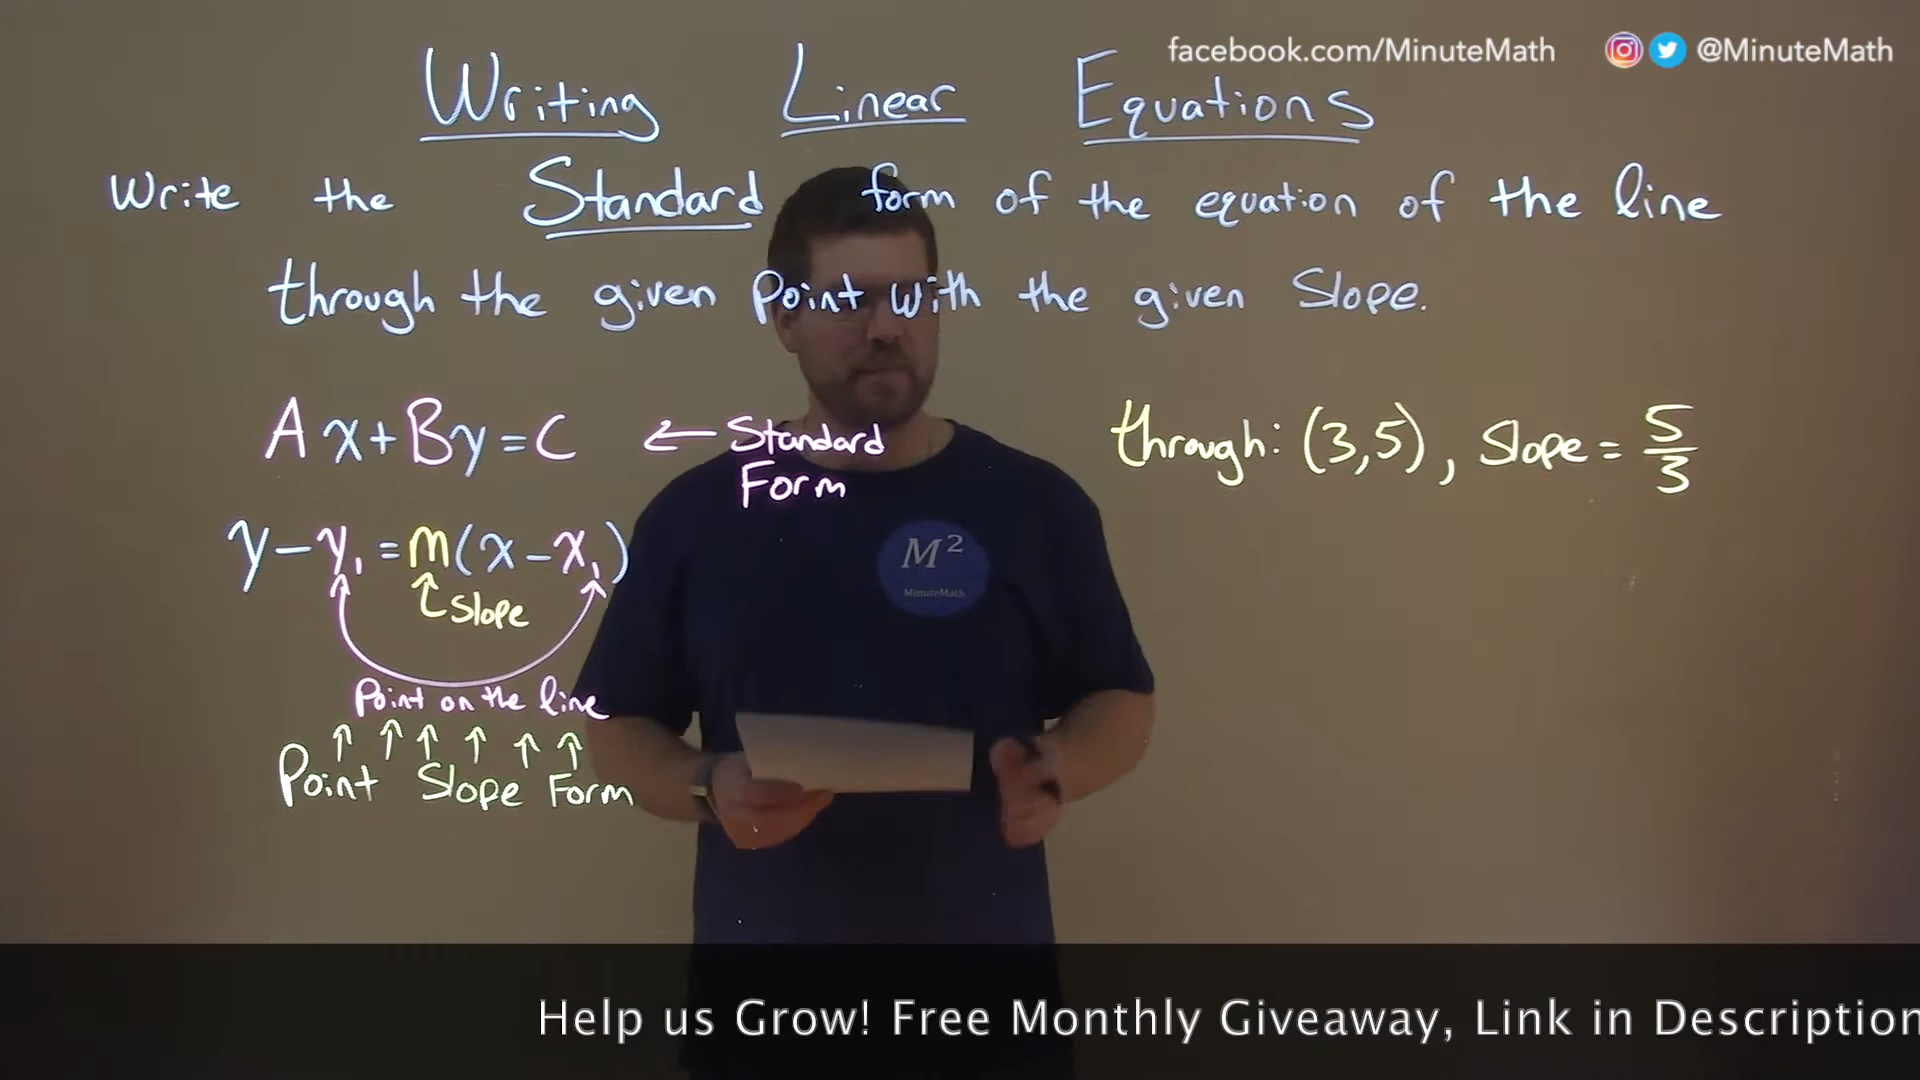 facebook.com/MinuteMath @MinuteMath
Writing Linear Equations
Write the Standard form of the equation of the line
through the given point with the given Slope.
Ax+By=C ← Standard Form
through: (3,5), Slope = 5/3
y-y₁=m(x-x₁)
↑ Slope
Point on the line
↑ ↑ ↑ ↑ ↑ ↑
Point Slope Form
M²
MinuteMath
Help us Grow! Free Monthly Giveaway, Link in Description